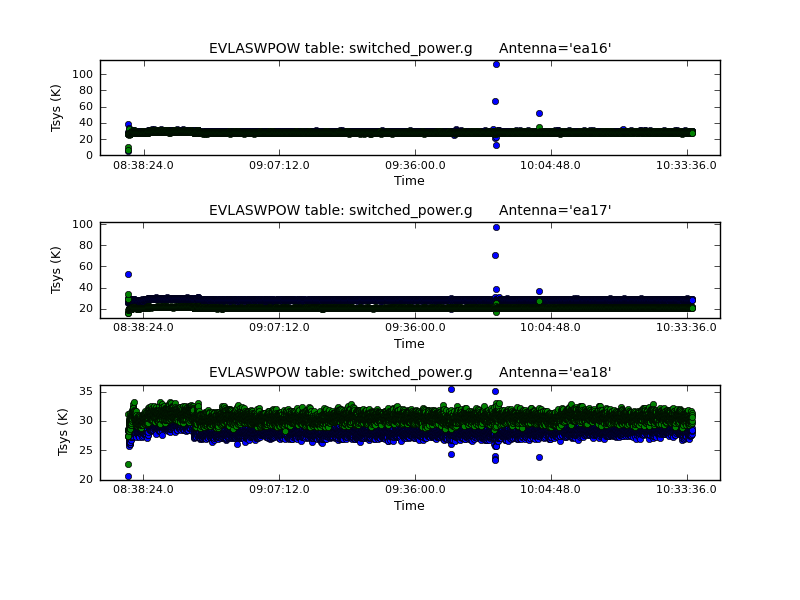 EVLASWPOW table: switched_power.g Antenna='ea16'
100
80
60
40
20
0
Tsys (K)
08:38:24.0 09:07:12.0 09:36:00.0 10:04:48.0 10:33:36.0
Time
EVLASWPOW table: switched_power.g Antenna='ea17'
100
80
60
40
20
Tsys (K)
08:38:24.0 09:07:12.0 09:36:00.0 10:04:48.0 10:33:36.0
Time
EVLASWPOW table: switched_power.g Antenna='ea18'
35
30
25
20
Tsys (K)
08:38:24.0 09:07:12.0 09:36:00.0 10:04:48.0 10:33:36.0
Time